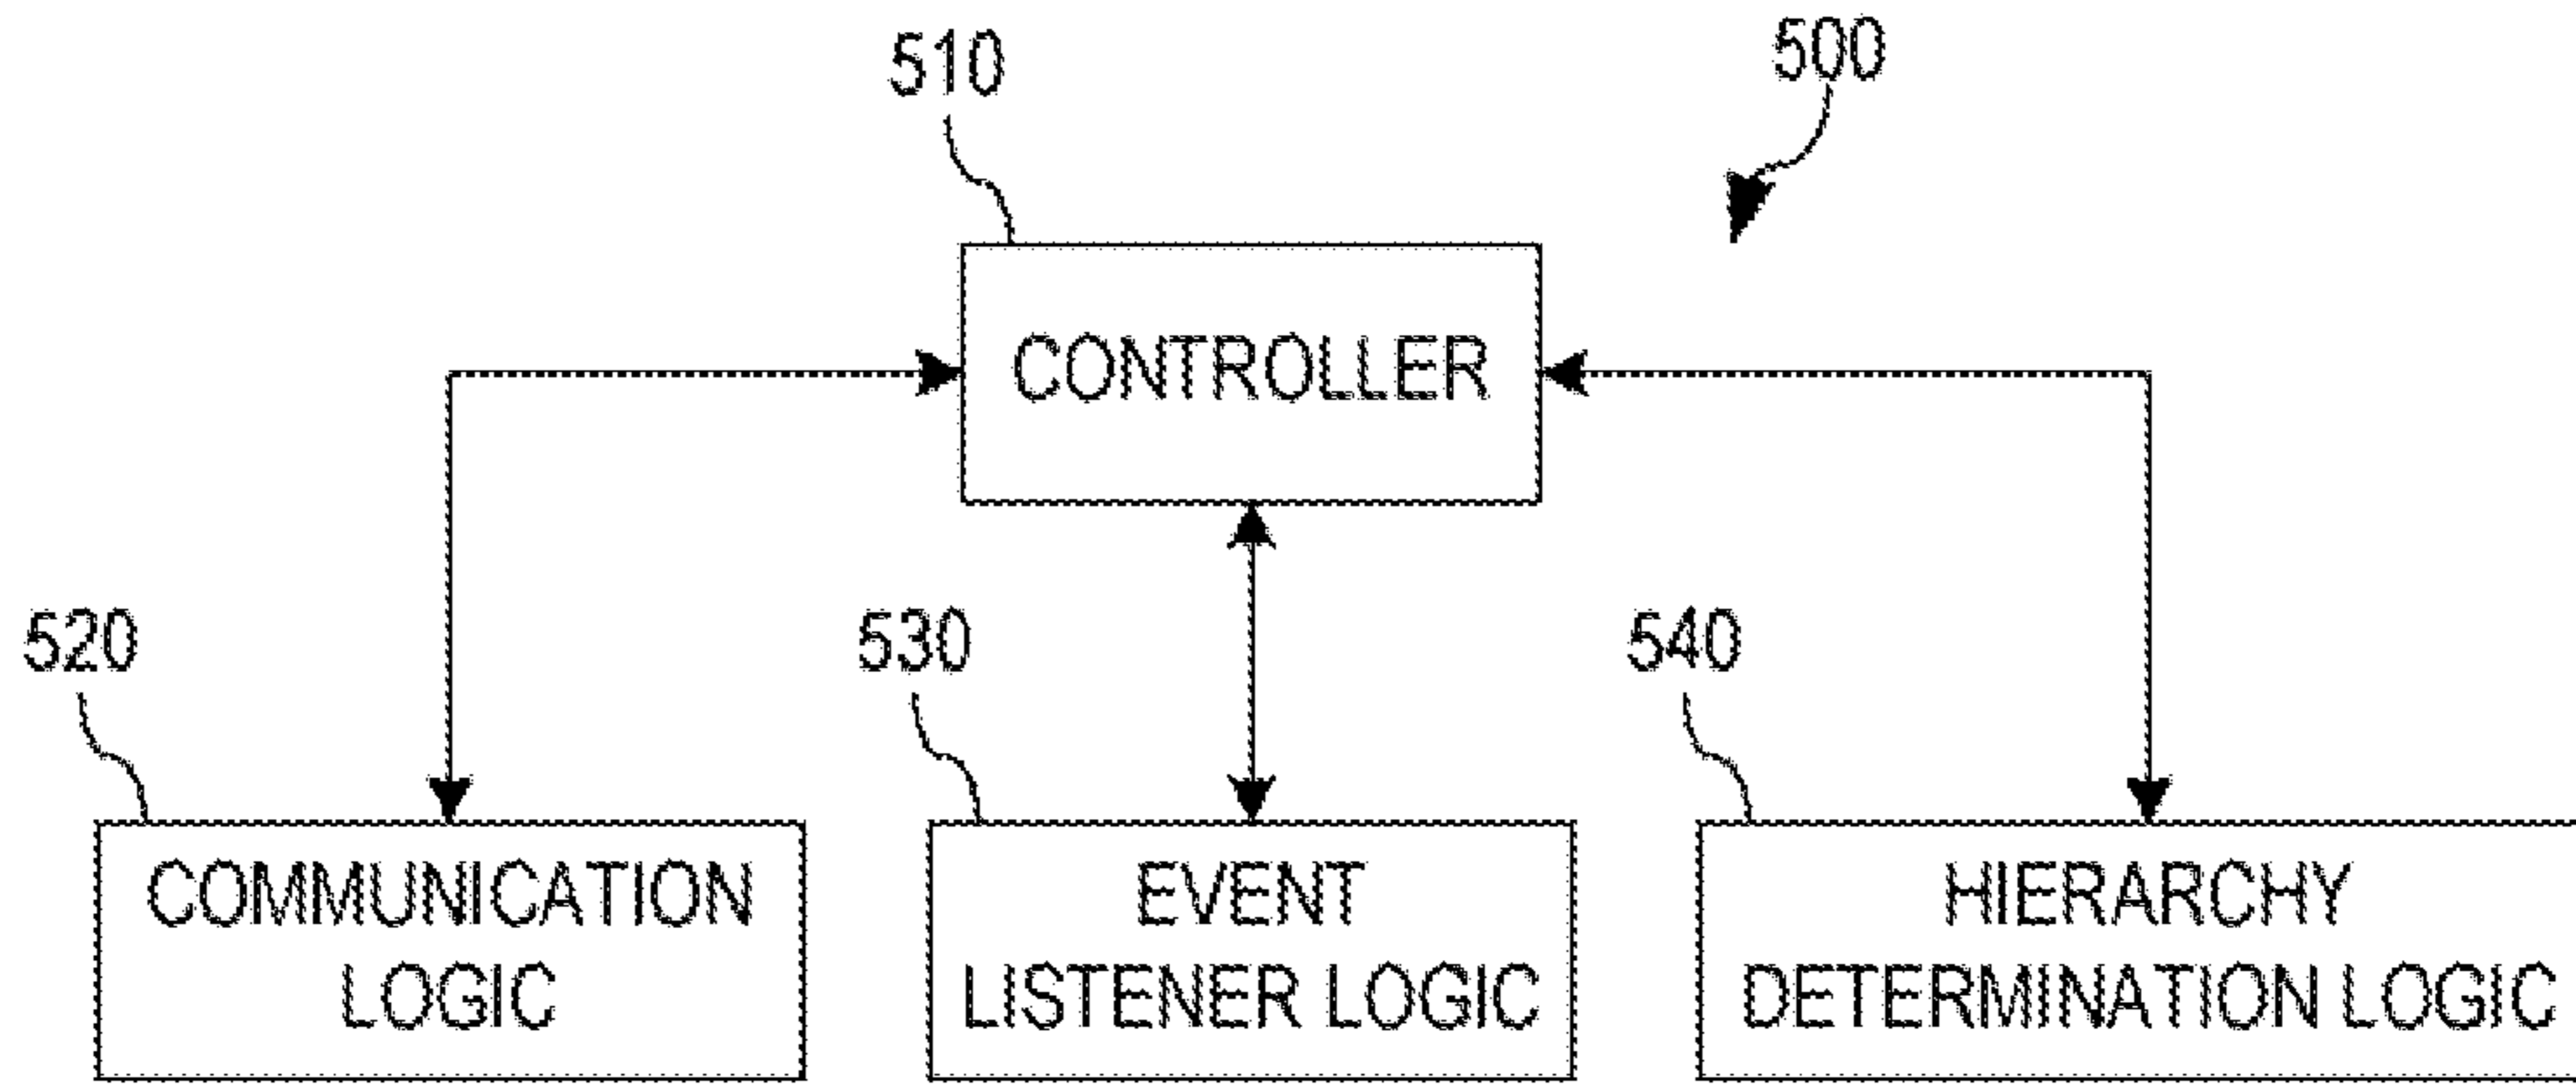 510
500
CONTROLLER
520
530
540
COMMUNICATION
LOGIC
EVENT
LISTENER LOGIC
HIERARCHY
DETERMINATION LOGIC